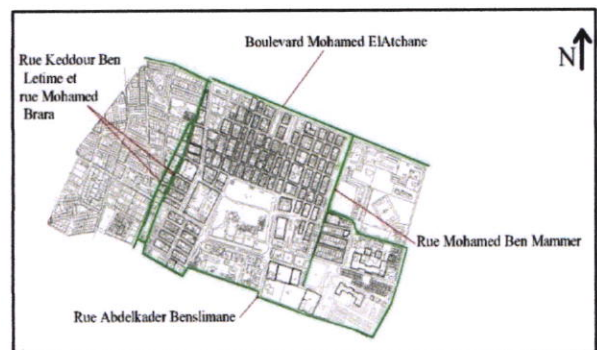 Boulevard Mohamed ElAtchane
N
Rue Keddour Ben
Letime et
rue Mohamed
Brara
Rue Mohamed Ben Mammer
Rue Abdelkader Benslimane